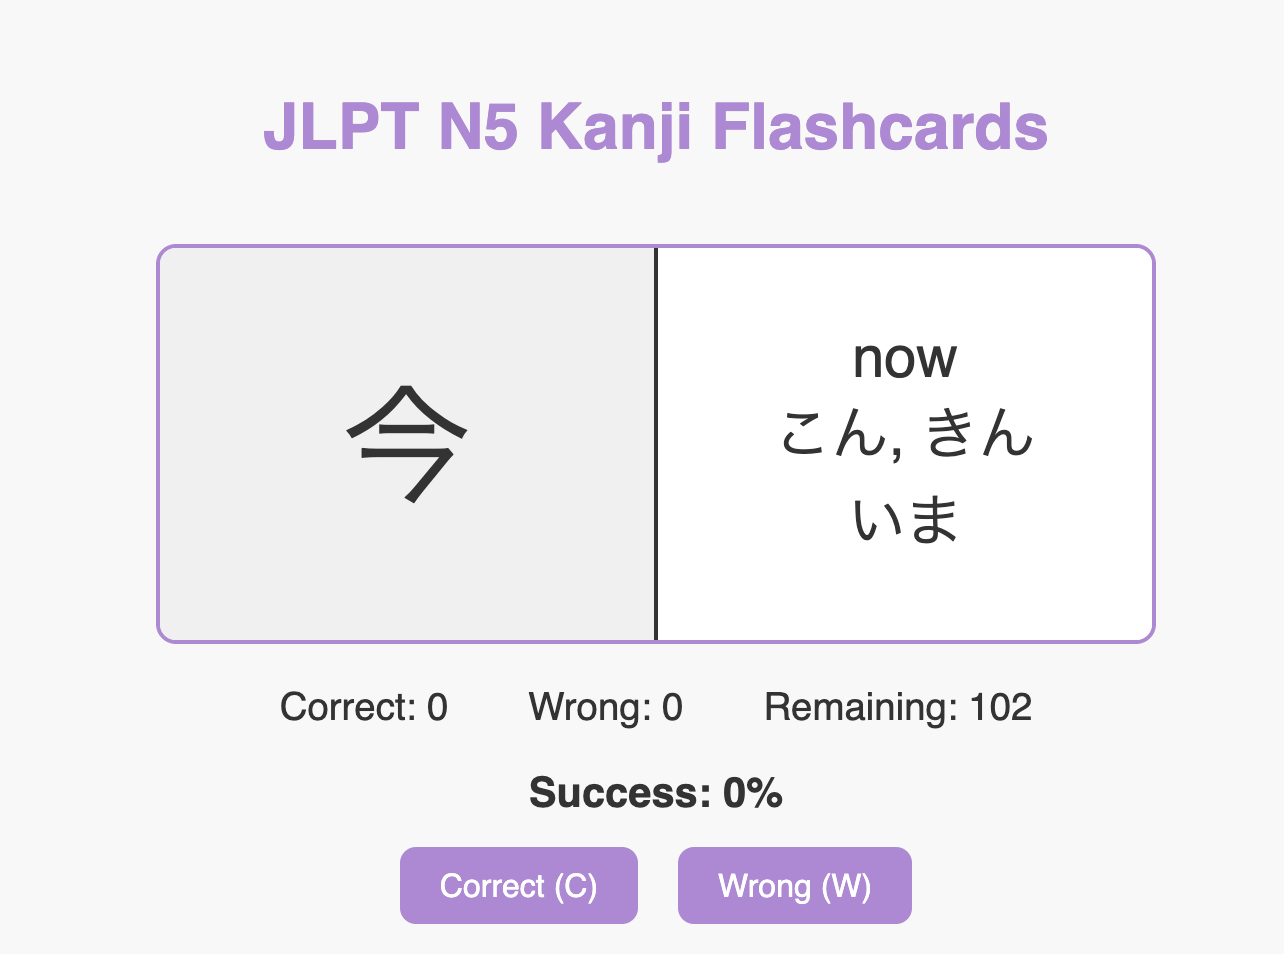 JLPT N5 Kanji Flashcards
今
now
こん, きん
いま
Correct: 0 Wrong: 0 Remaining: 102
Success: 0%
Correct (C) Wrong (W)